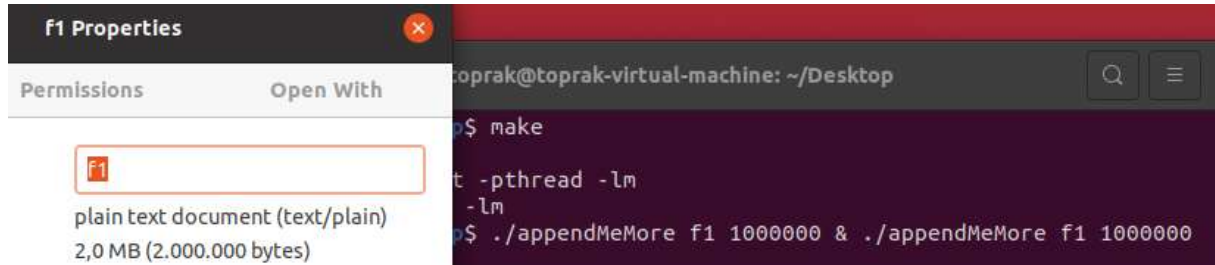 f1 Properties
Permissions Open With
f1
plain text document (text/plain)
2,0 MB (2.000.000 bytes)
toprak@toprak-virtual-machine: ~/Desktop
$ make
t -pthread -lm
-lm
$ ./appendMeMore f1 1000000 & ./appendMeMore f1 1000000